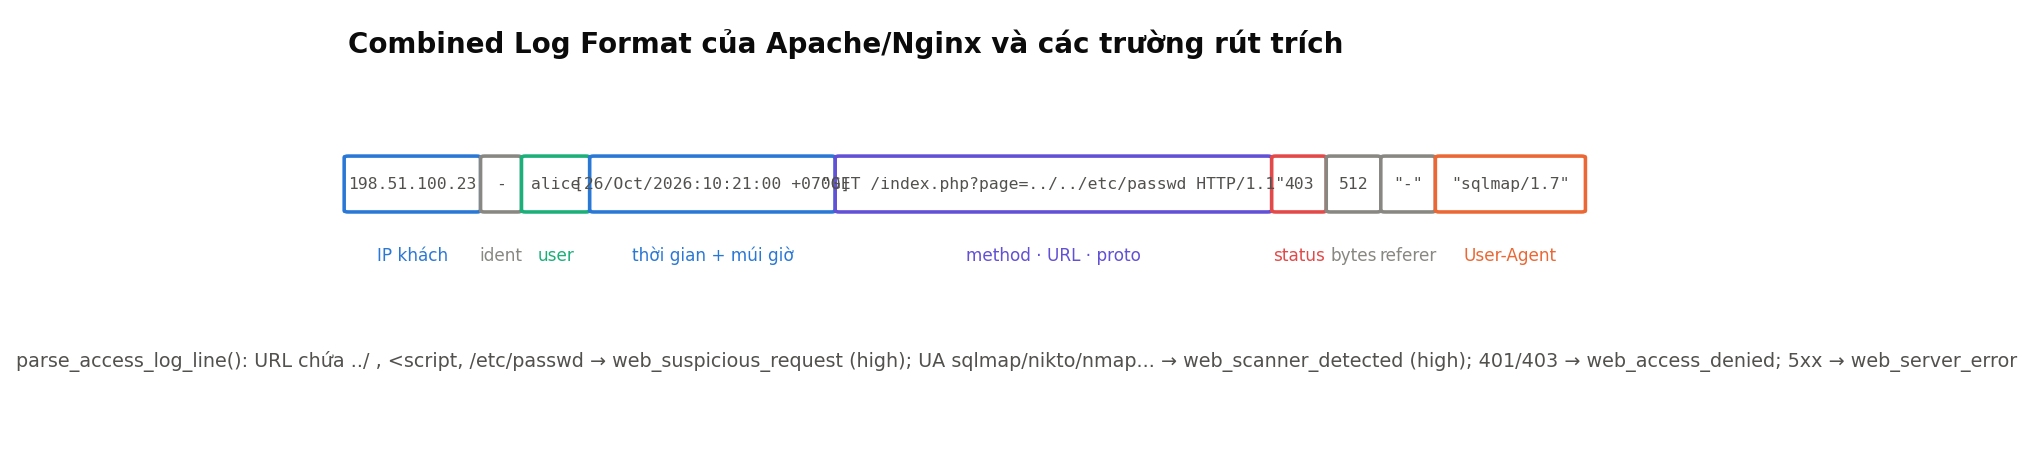 Combined Log Format của Apache/Nginx và các trường rút trích
198.51.100.23 - alice [26/Oct/2026:10:21:00 +0700] "GET /index.php?page=../../etc/passwd HTTP/1.1" 403 512 "-" "sqlmap/1.7"
IP khách ident user thời gian + múi giờ method · URL · proto status bytes referer User-Agent
parse_access_log_line(): URL chứa ../ , <script, /etc/passwd → web_suspicious_request (high); UA sqlmap/nikto/nmap... → web_scanner_detected (high); 401/403 → web_access_denied; 5xx → web_server_error